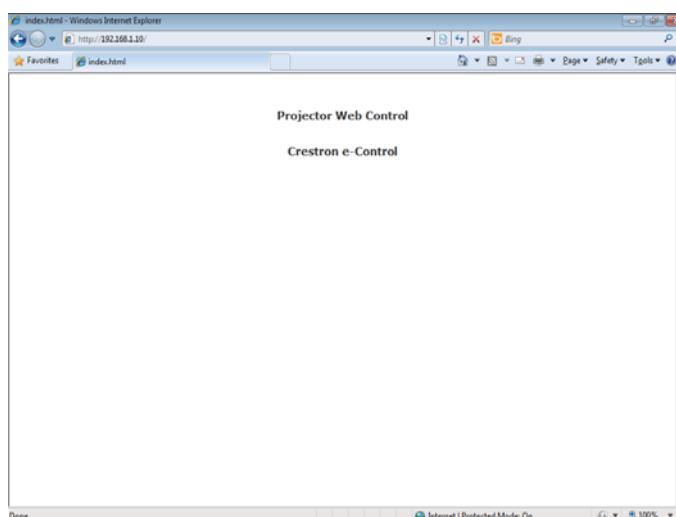 index.html - Windows Internet Explorer
http://192.168.1.10/
Bing
Favorites
index.html
Page
Safety
Tools
Projector Web Control
Crestron e-Control
Done
Internet | Protected Mode: On
100%